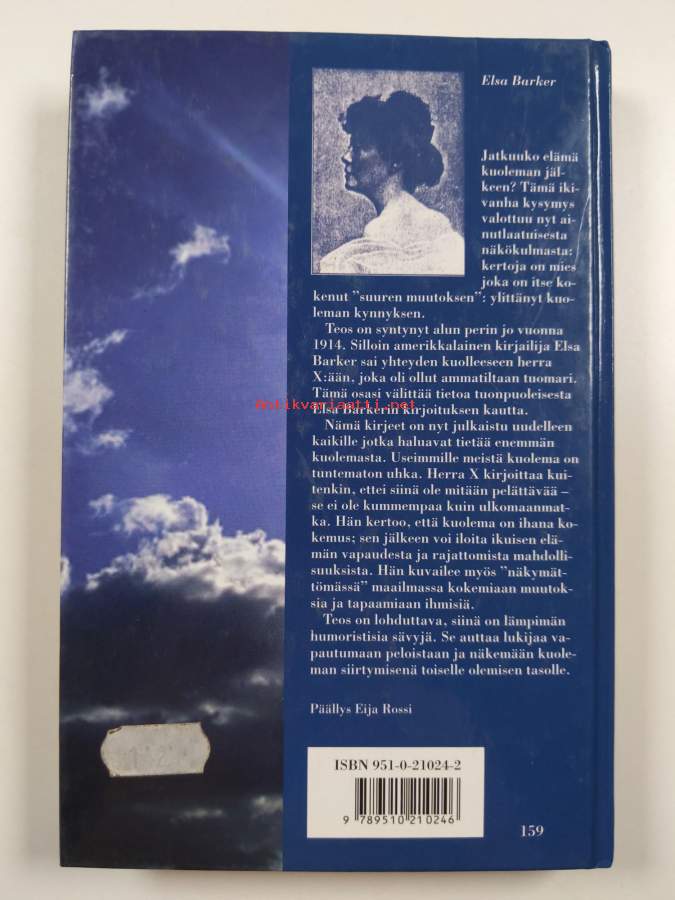 Elsa Barker
Jatkuuko elämä
kuoleman jäl-
keen? Tämä iki-
vanha kysymys
valottuu nyt ai-
nutlaatuisesta
näkökulmasta:
kertoja on mies
joka on itse ko-
kenut ”suuren muutoksen”: ylittänyt kuo-
leman kynnyksen.
Teos on syntynyt alun perin jo vuonna
1914. Silloin amerikkalainen kirjailija Elsa
Barker sai yhteyden kuolleeseen herra
X:ään, joka oli ollut ammatiltaan tuomari.
Tämä osasi välittää tietoa tuonpuoleisesta
antikvariaatti.net
Elsa Barkerin kirjoituksen kautta.
Nämä kirjeet on nyt julkaistu uudelleen
kaikille jotka haluavat tietää enemmän
kuolemasta. Useimmille meistä kuolema on
tuntematon uhka. Herra X kirjoittaa kui-
tenkin, ettei siinä ole mitään pelättävää –
se ei ole kummempaa kuin ulkomaanmat-
ka. Hän kertoo, että kuolema on ihana ko-
kemus; sen jälkeen voi iloita ikuisen elä-
män vapaudesta ja rajattomista mahdolli-
suuksista. Hän kuvailee myös ”näkymät-
tömässä” maailmassa kokemiaan muutok-
sia ja tapaamiaan ihmisiä.
Teos on lohduttava, siinä on lämpimän
humoristisia sävyjä. Se auttaa lukijaa va-
pautumaan peloistaan ja näkemään kuole-
man siirtymisenä toiselle olemisen tasolle.
Päällys Eija Rossi
ISBN 951-0-21024-2
9 789510 210246
159